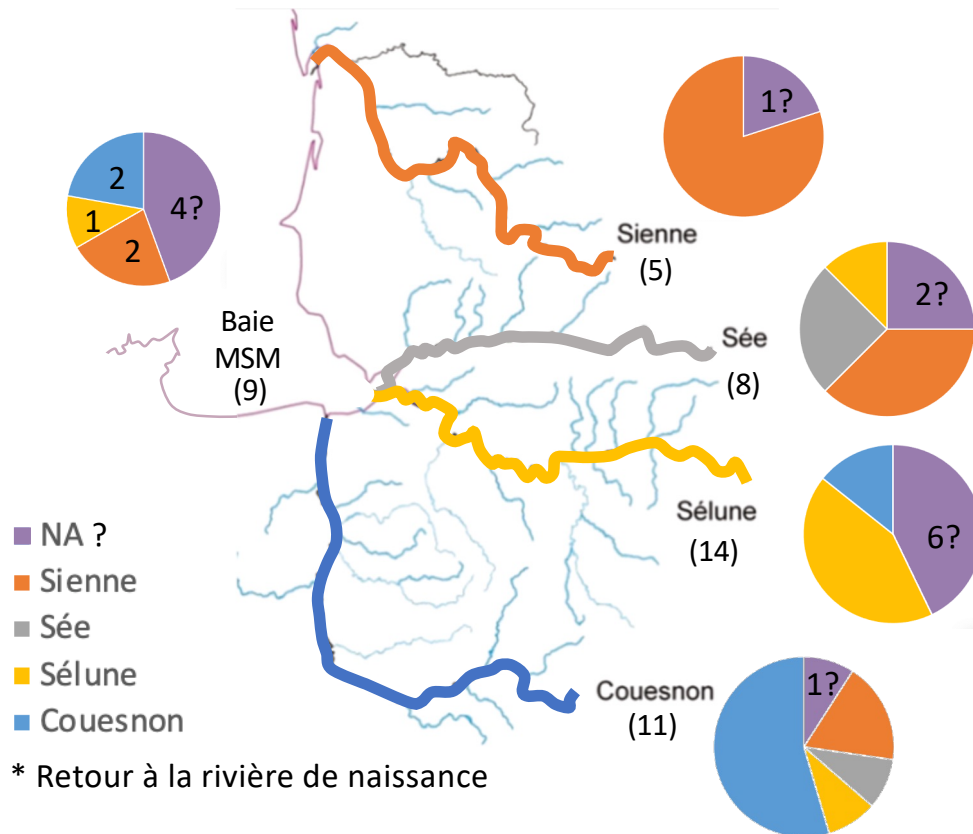 1?
2
4?
1
2
Sienne
(5)
2?
Baie
MSM
(9)
Sée
(8)
Sélune
(14)
6?
NA ?
Sienne
Sée
Sélune
Couesnon
Couesnon
(11)
1?
* Retour à la rivière de naissance